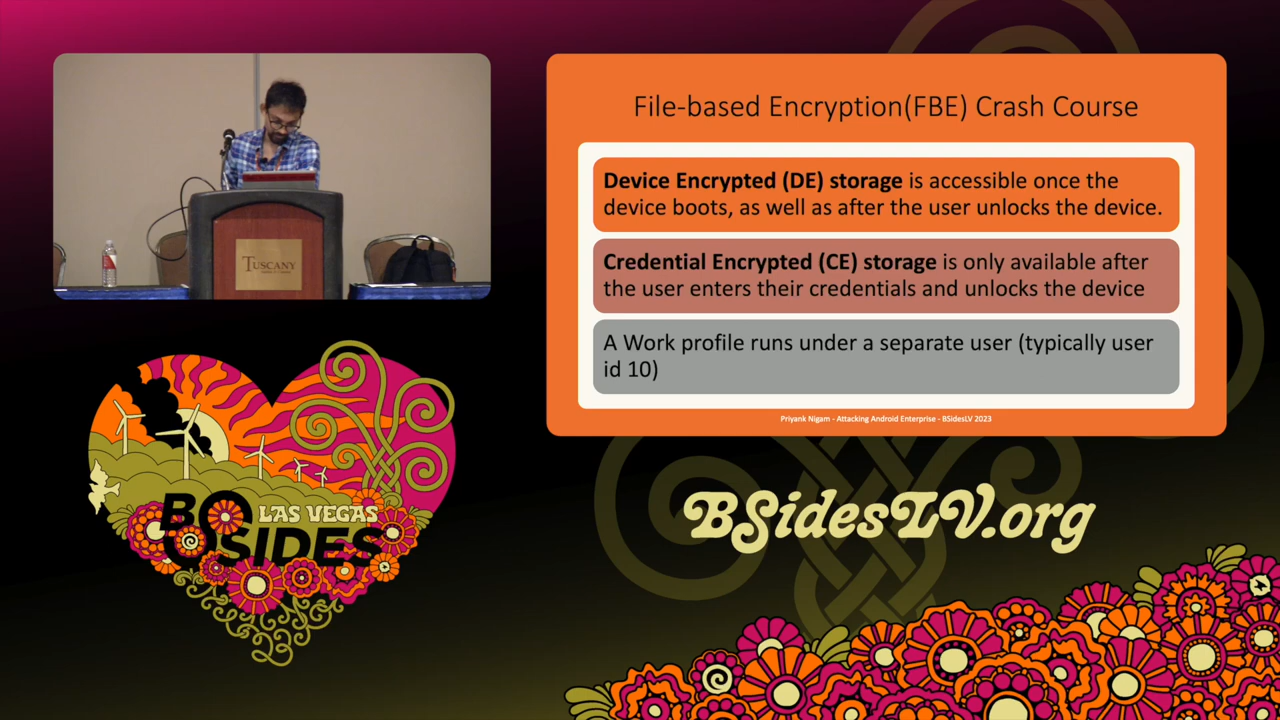 File-based Encryption(FBE) Crash Course
Device Encrypted (DE) storage is accessible once the
device boots, as well as after the user unlocks the device.
Credential Encrypted (CE) storage is only available after
the user enters their credentials and unlocks the device
A Work profile runs under a separate user (typically user
id 10)
Priyank Nigam - Attacking Android Enterprise - BSidesLV 2023
TUSCANY
BSidesLV.org
LAS VEGAS
BSIDES
23